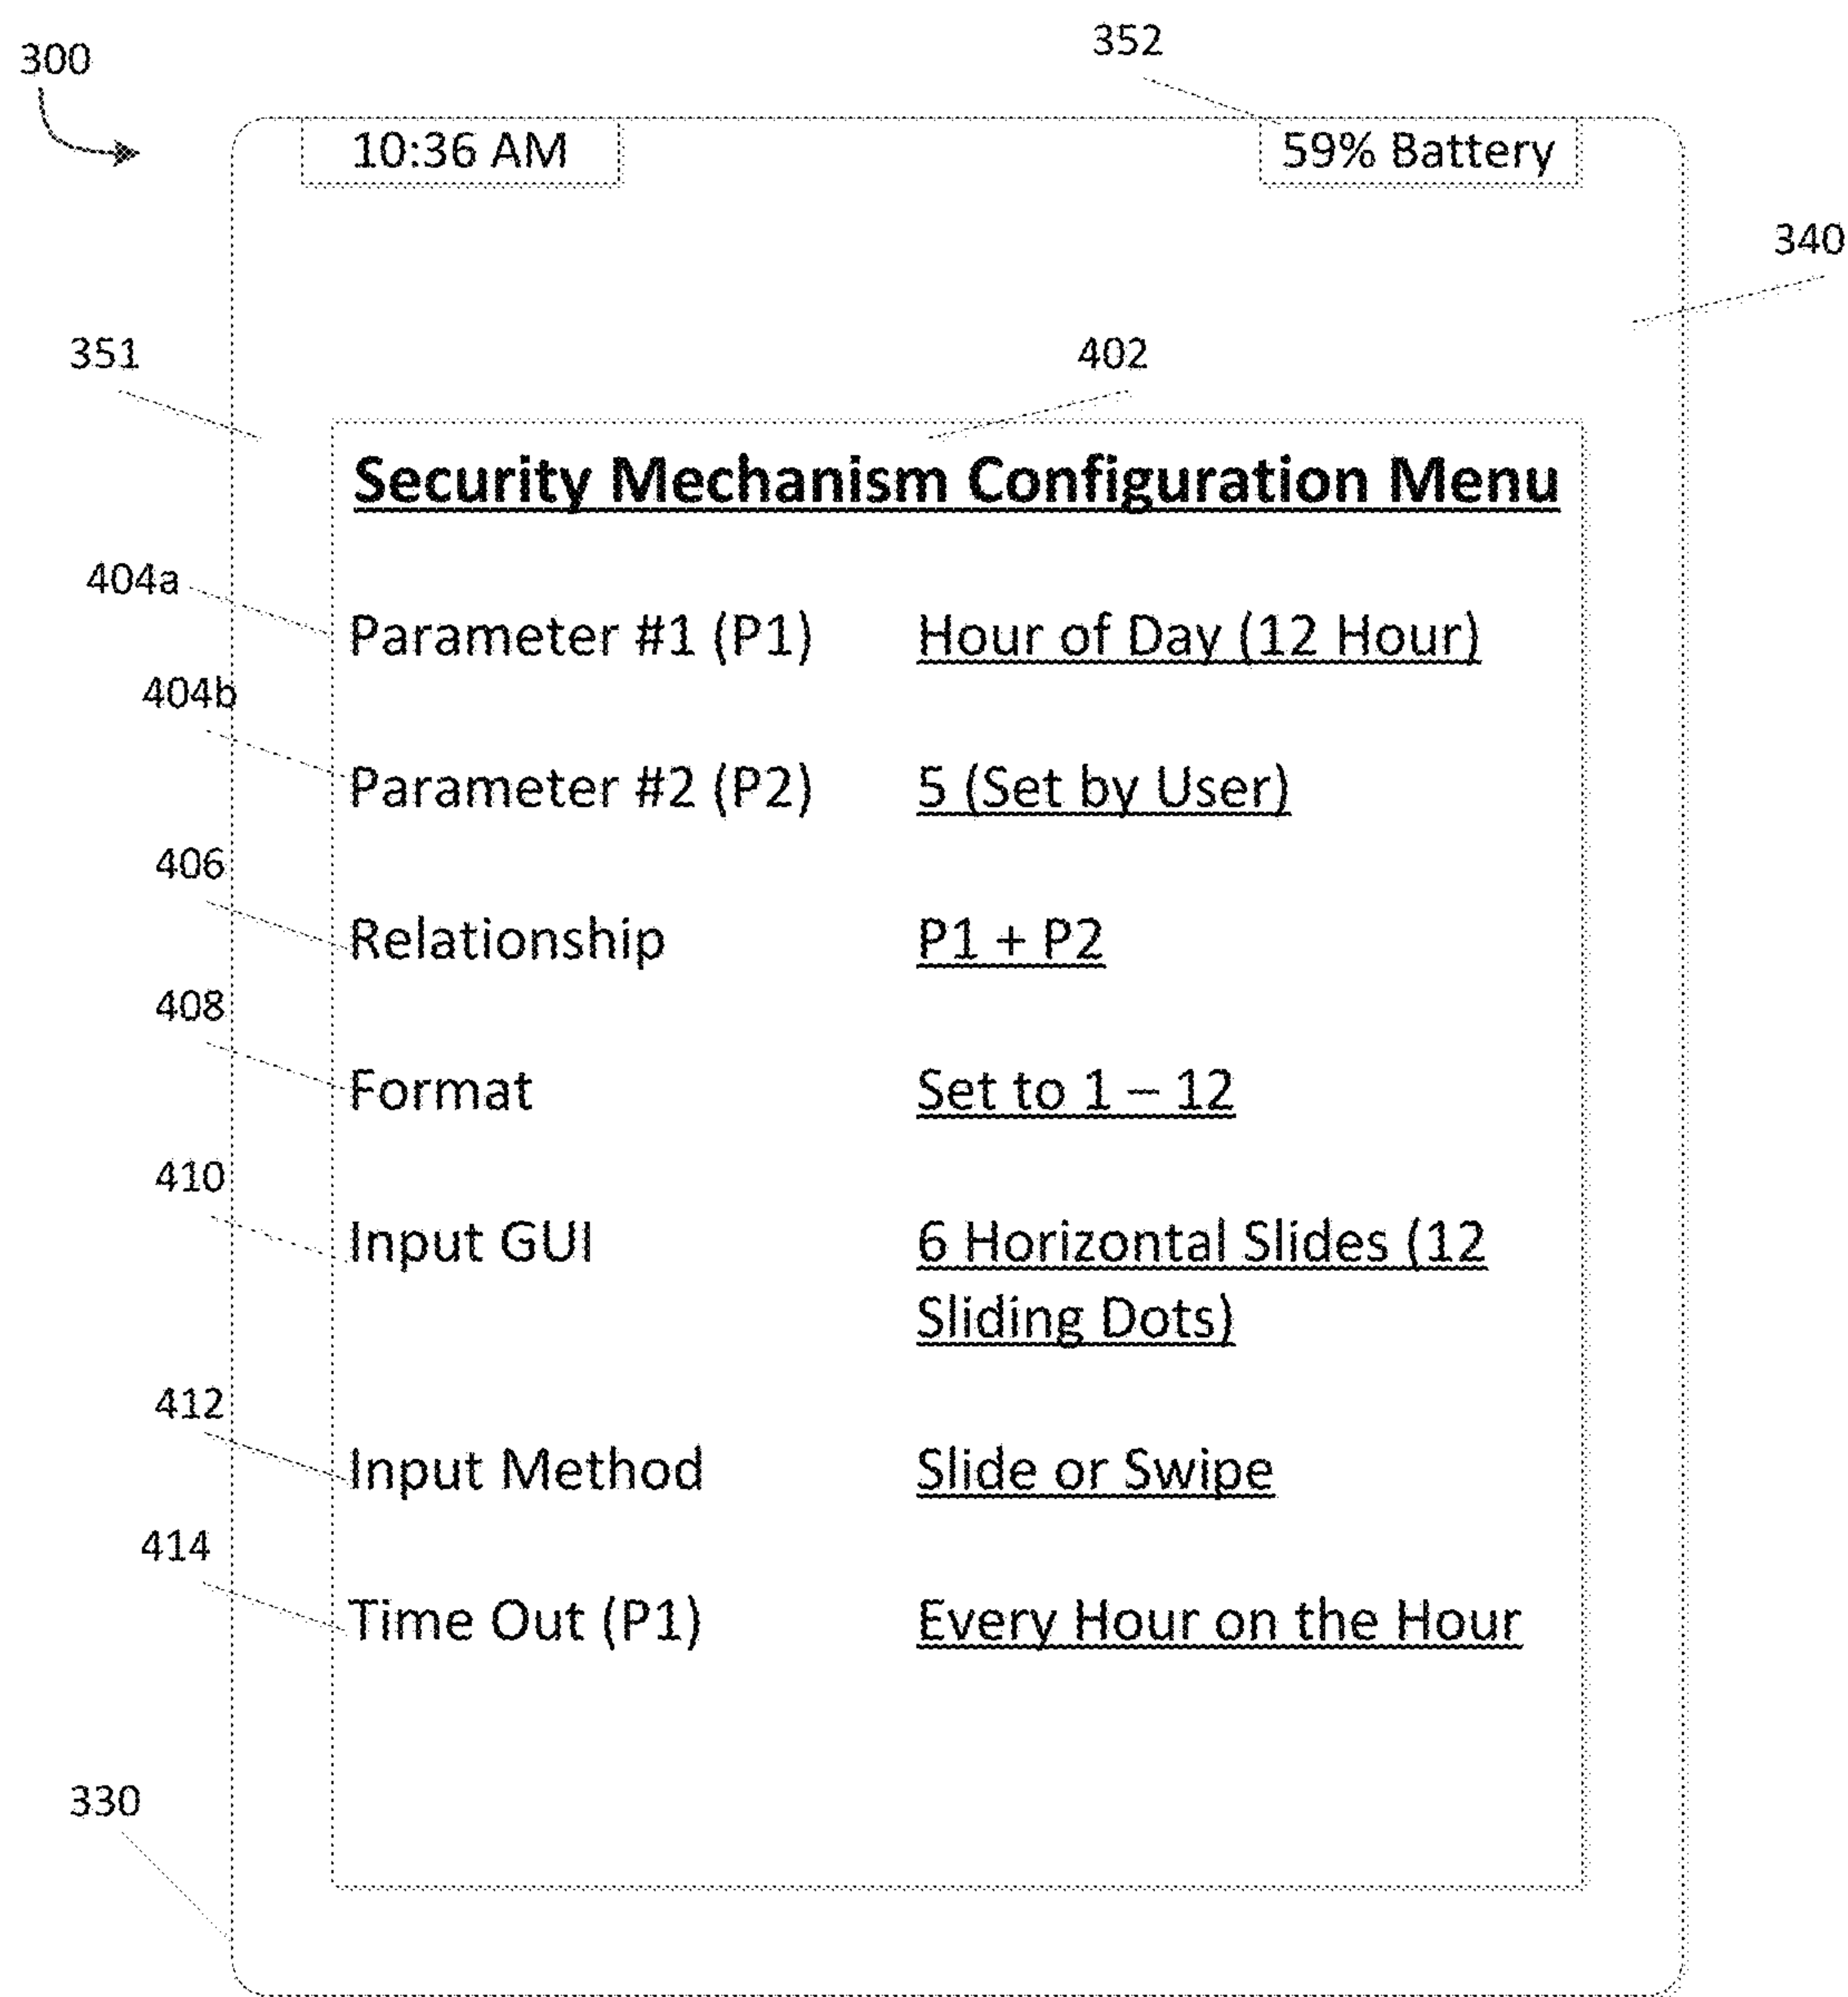 352
300
10:36 AM
59% Battery
340
351
402
Security Mechanism Configuration Menu
404a
Parameter #1 (P1) Hour of Day (12 Hour)
404b
Parameter #2 (P2) 5 (Set by User)
406
Relationship P1 + P2
408
Format Set to 1 – 12
410
Input GUI 6 Horizontal Slides (12
Sliding Dots)
412
Input Method Slide or Swipe
414
Time Out (P1) Every Hour on the Hour
330